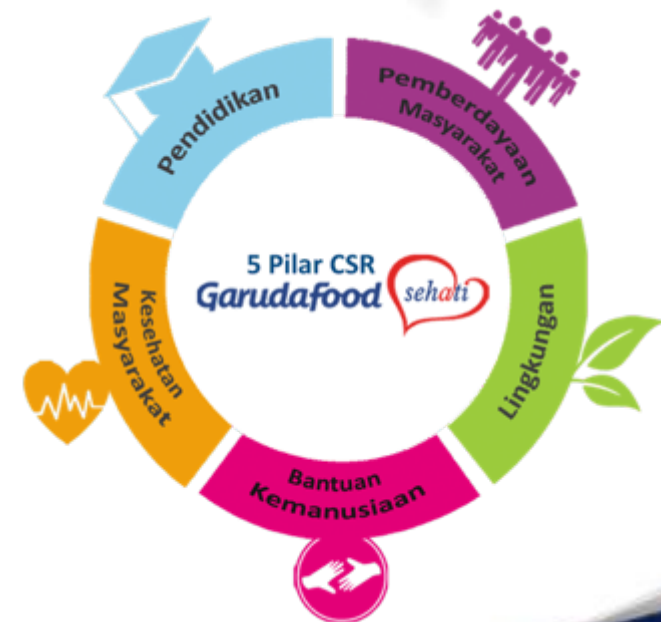 Pendidikan
Pemberdayaan
Masyarakat
5 Pilar CSR
Garudafood sehati
Kesehatan
Masyarakat
Lingkungan
Bantuan
Kemanusiaan